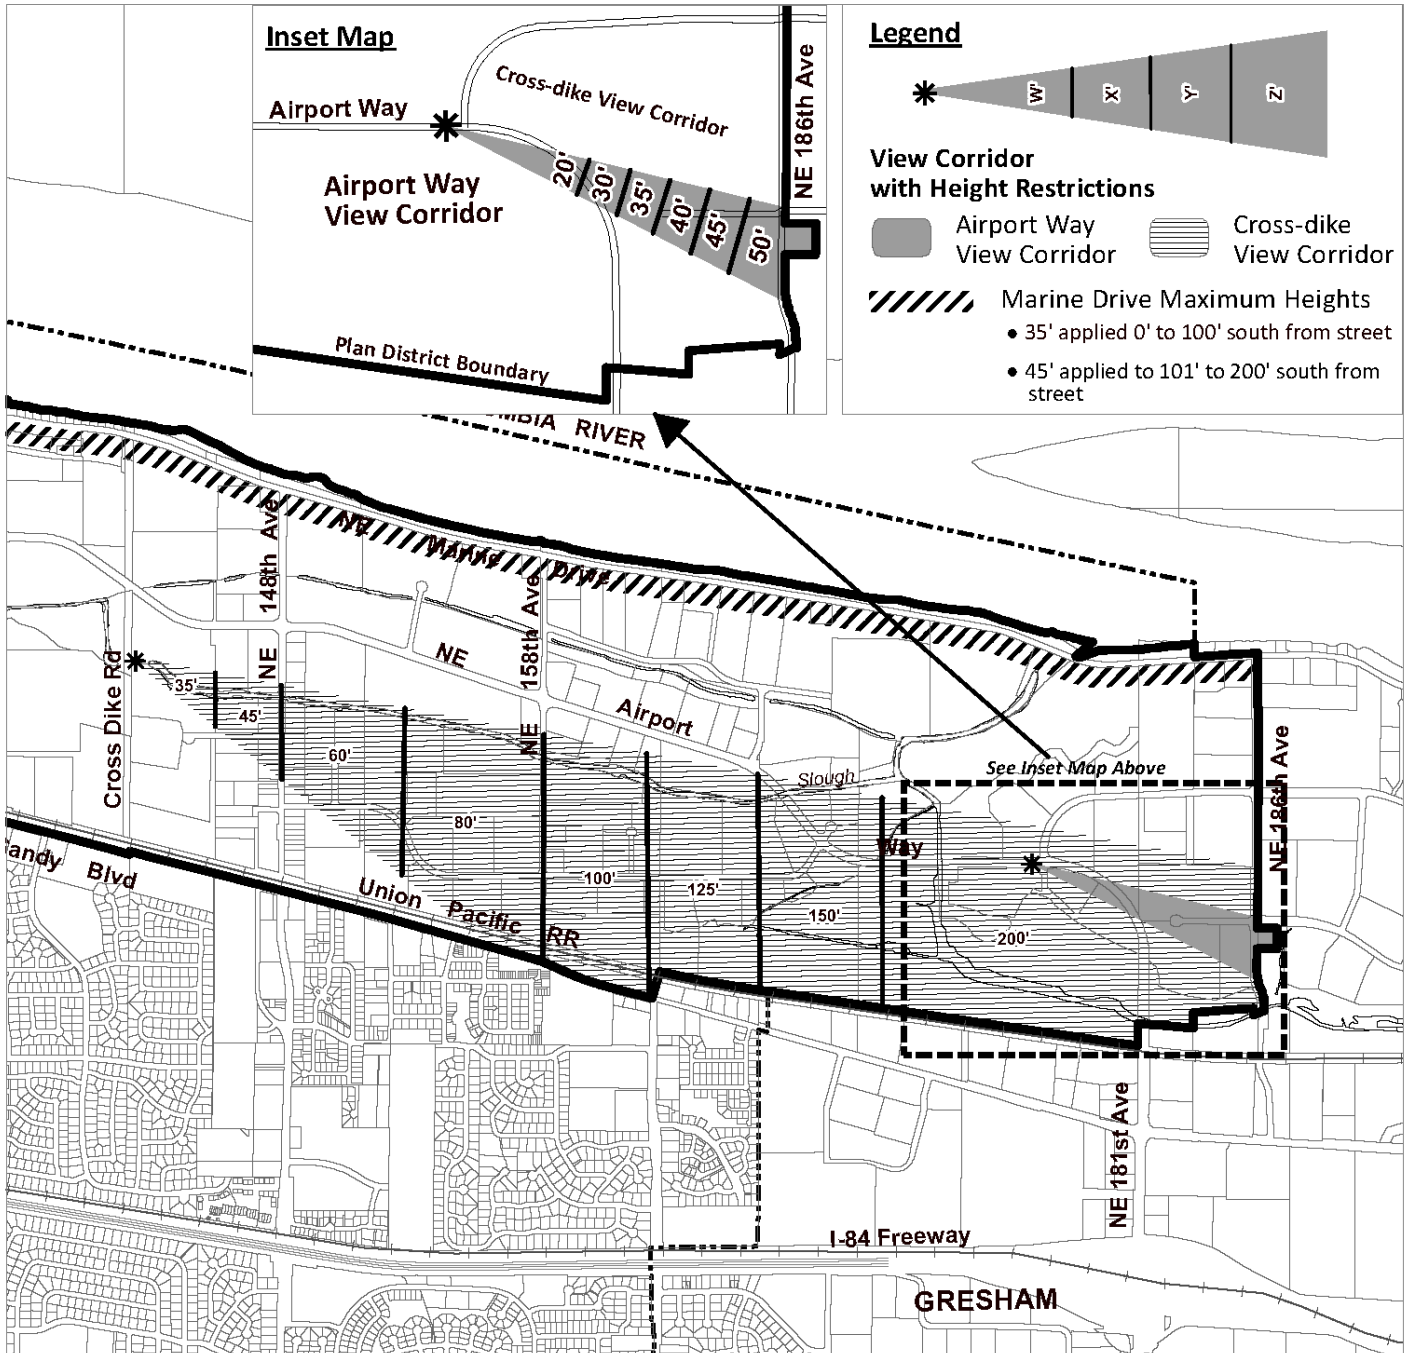 Inset Map
Cross-dike View Corridor
Airport Way
NE 186th Ave
Airport Way
View Corridor
20'
30'
35'
40'
45'
50'
Plan District Boundary
Legend
W'
X'
Y'
Z'
View Corridor
with Height Restrictions
Airport Way
View Corridor
Cross-dike
View Corridor
Marine Drive Maximum Heights
• 35' applied 0' to 100' south from street
• 45' applied to 101' to 200' south from
street
MBIA RIVER
NE Marine Drive
NE 148th Ave
NE 158th Ave
NE Airport Way
Cross Dike Rd
35'
45'
60'
80'
100'
125'
150'
200'
Slough
See Inset Map Above
NE 186th Ave
andy Blvd
Union Pacific RR
NE 181st Ave
I-84 Freeway
GRESHAM